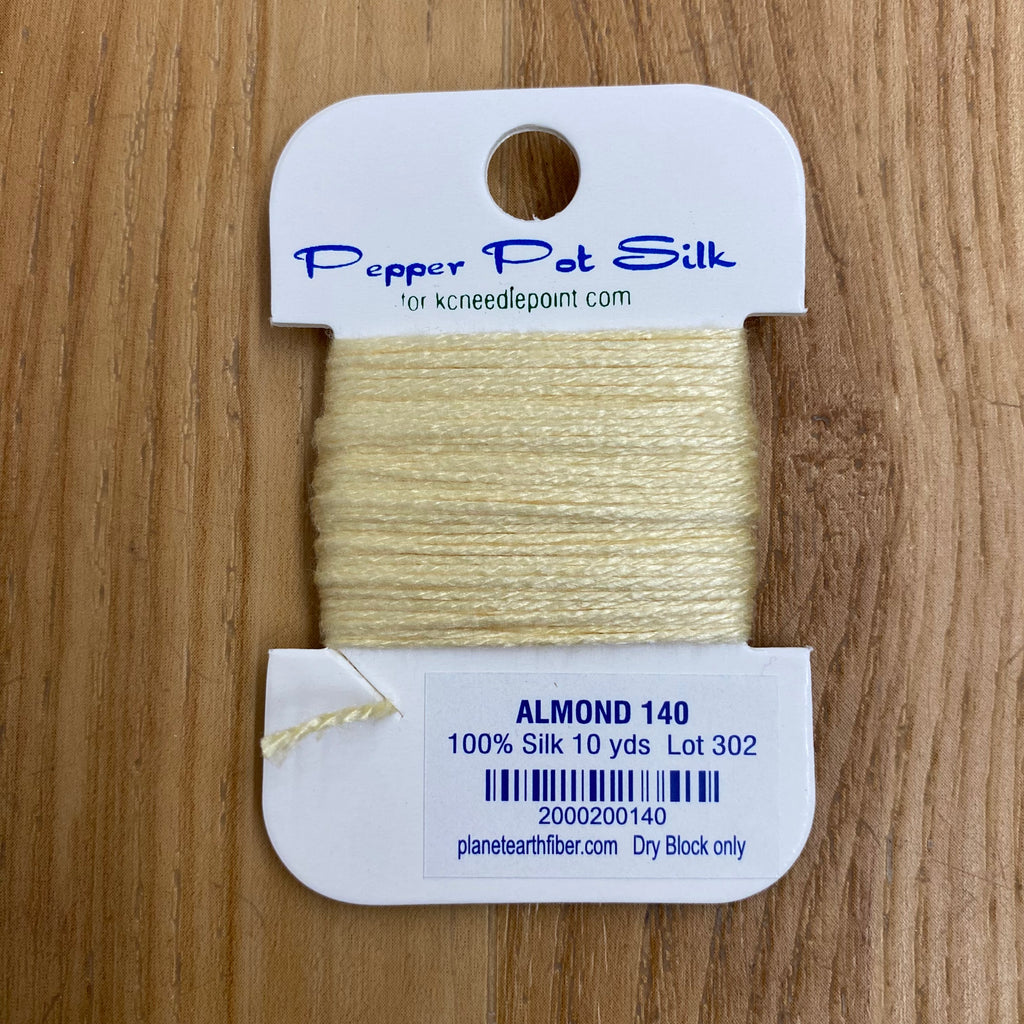 Pepper Pot Silk
for kcneedlepoint com
ALMOND 140
100% Silk 10 yds Lot 302
2000200140
planetearthfiber.com Dry Block only